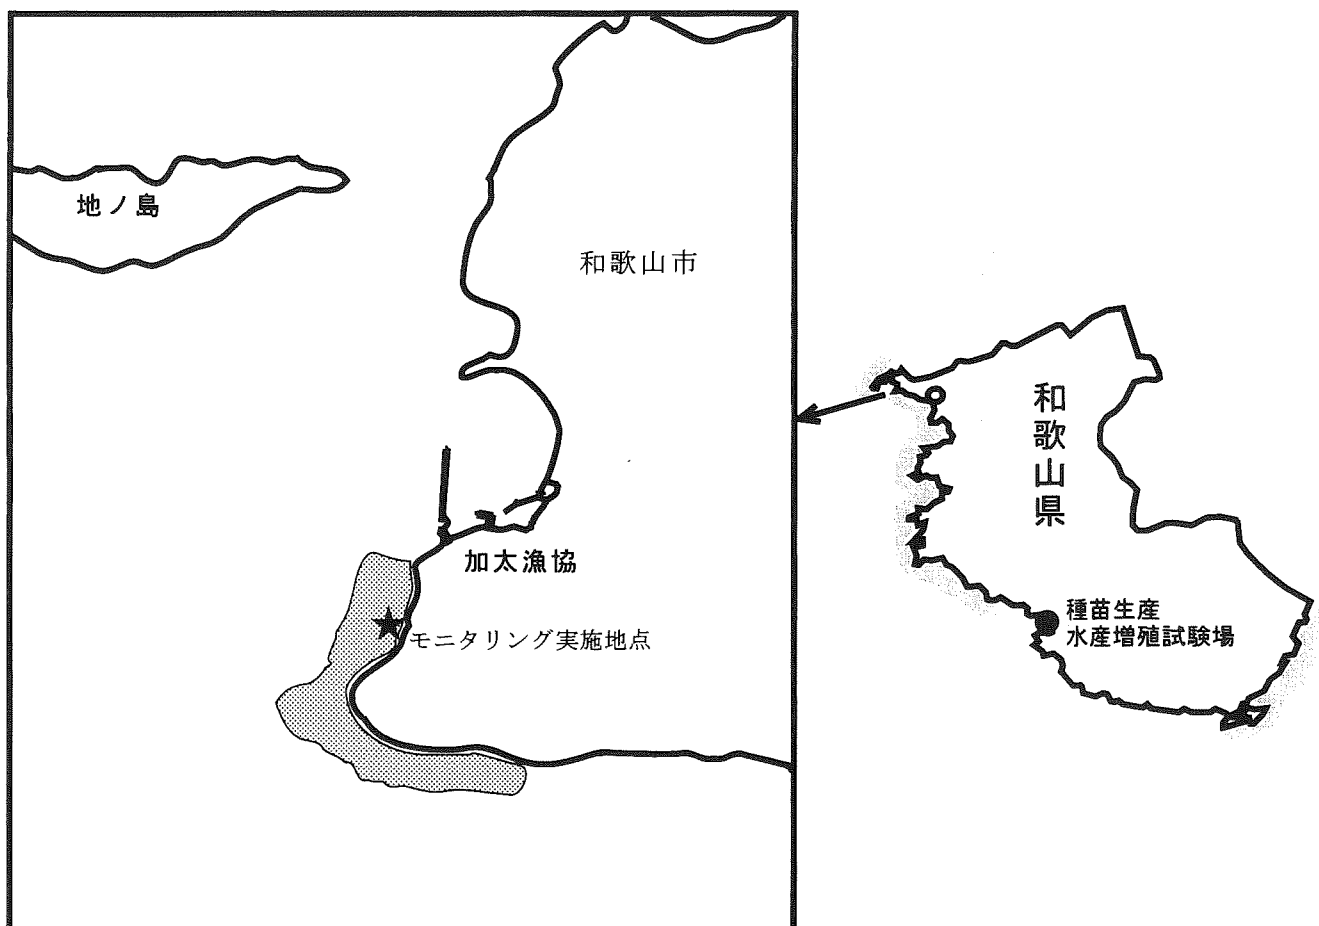 地ノ島
和歌山市
加太漁協
モニタリング実施地点
和歌山県
種苗生産
水産増殖試験場